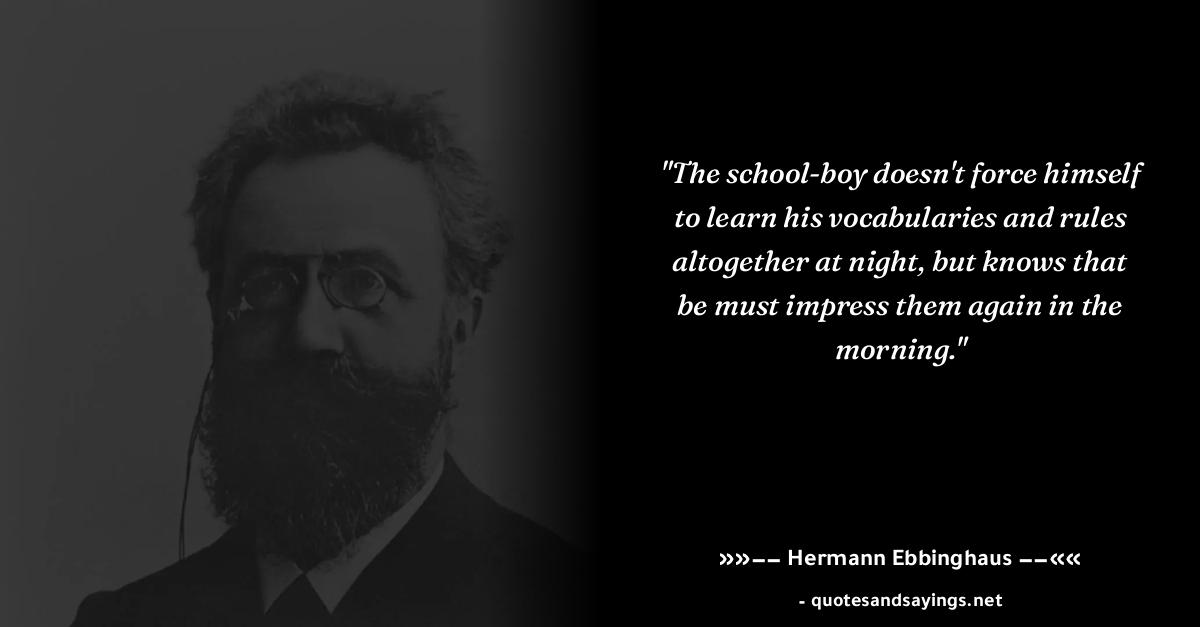 "The school-boy doesn't force himself
to learn his vocabularies and rules
altogether at night, but knows that
be must impress them again in the
morning."
»»−− Hermann Ebbinghaus −−««
- quotesandsayings.net